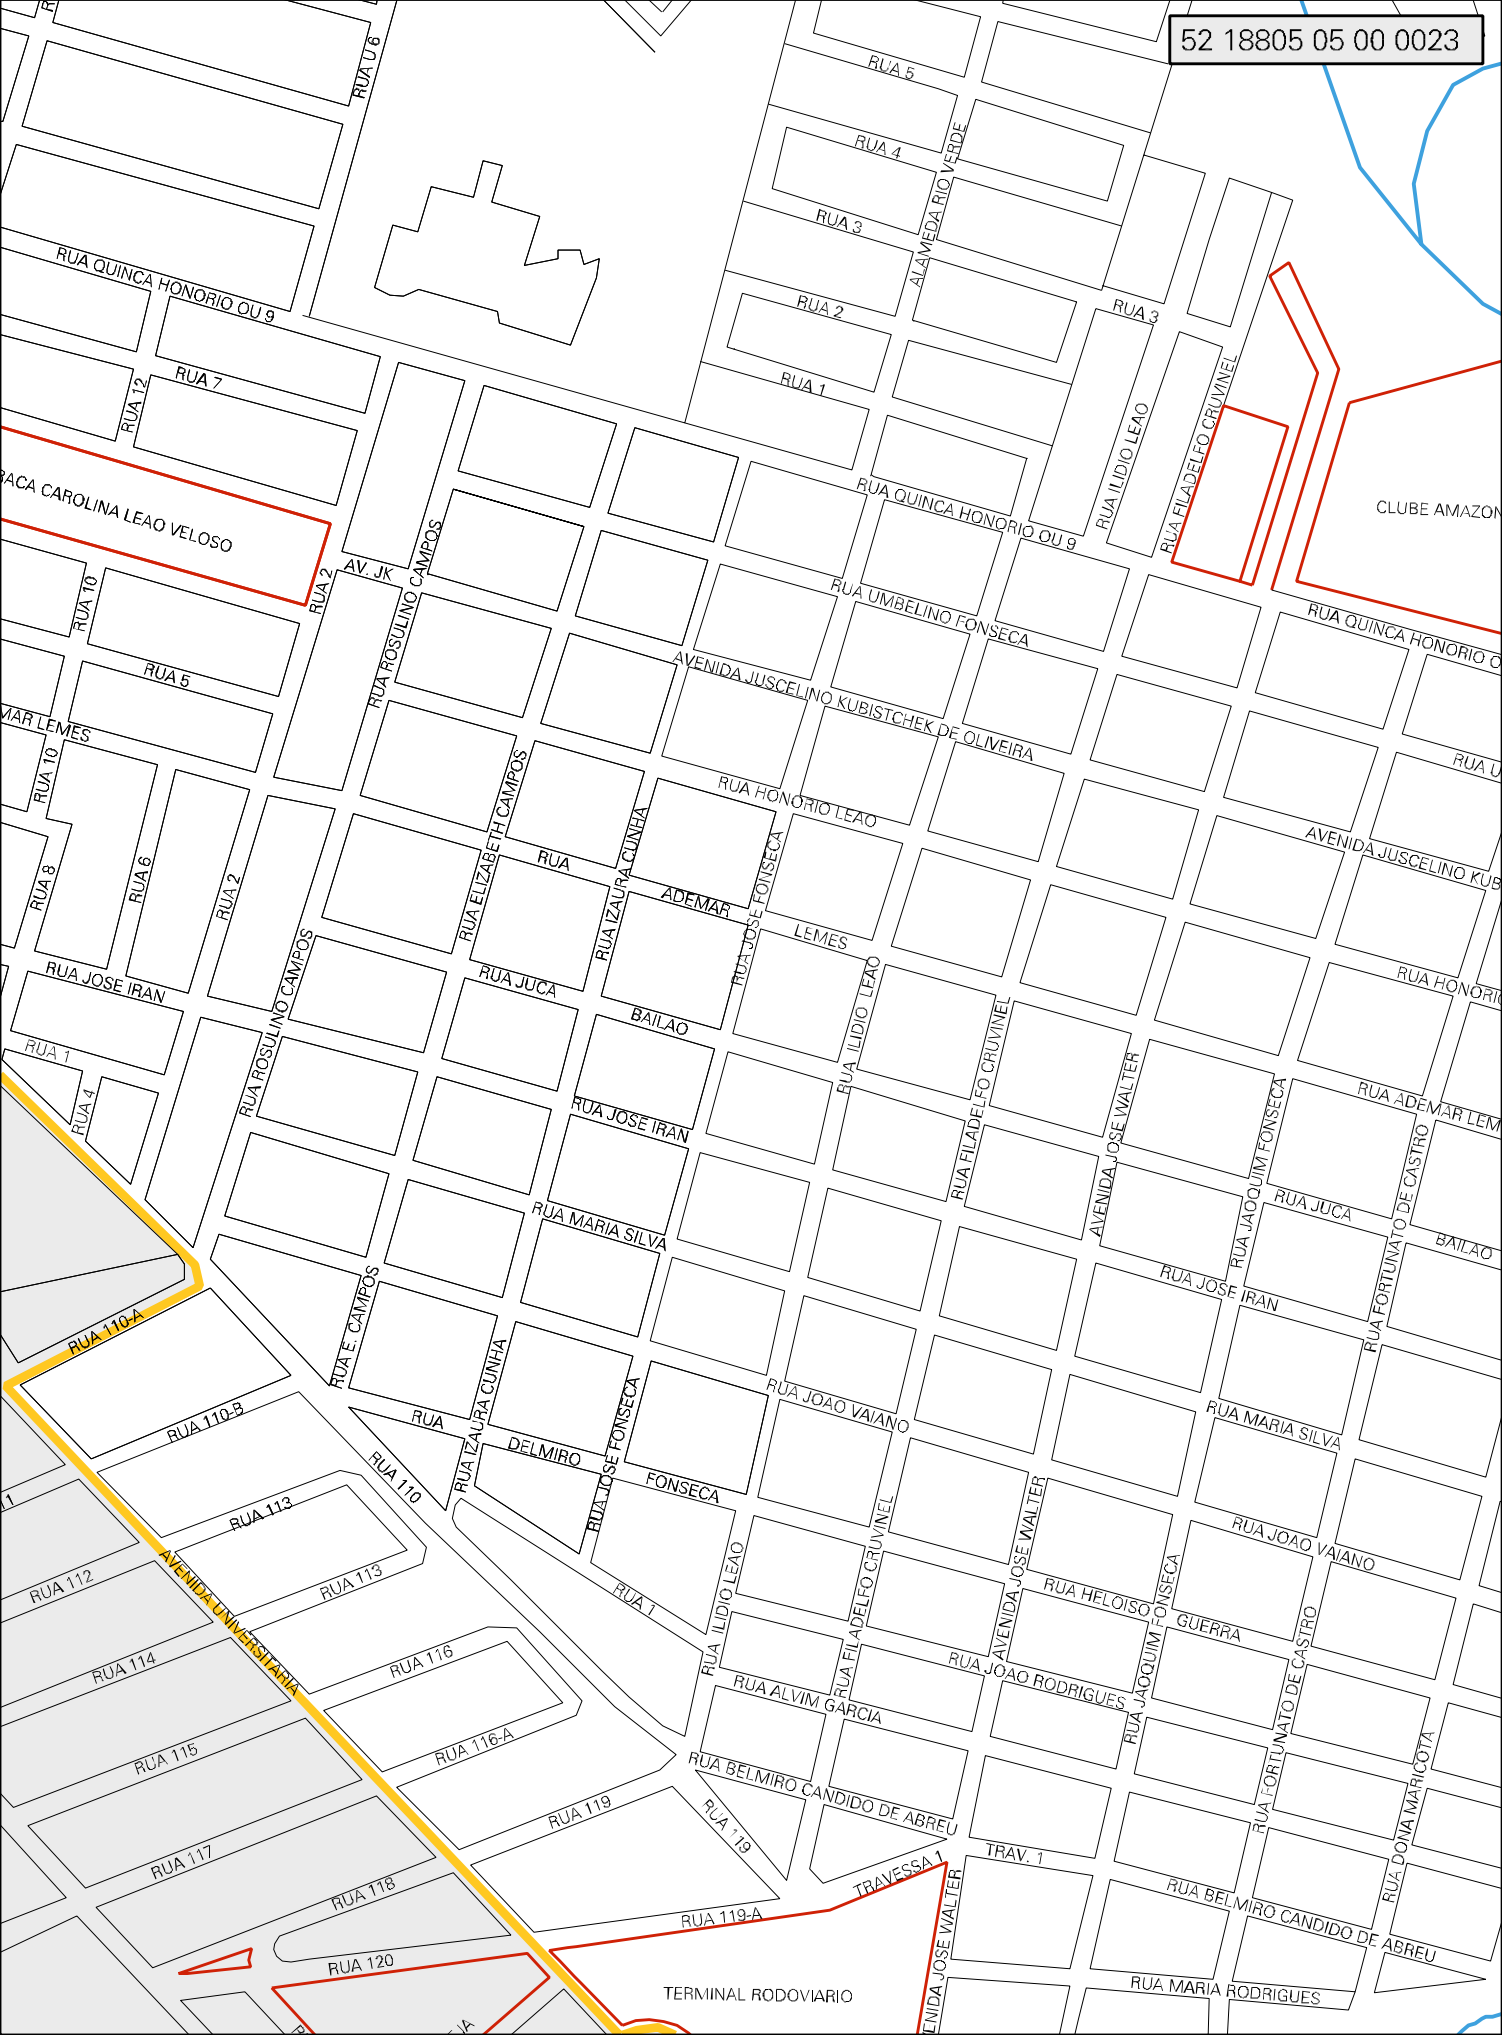 52 18805 05 00 0023
RUA U 6
RUA 5
RUA 4
ALAMEDA RIO VERDE
RUA 3
RUA QUINCA HONORIO OU 9
RUA 2
RUA 3
RUA 7
RUA 1
RUA 12
RUA ILIDIO LEAO
RUA FILADELFO CRUVINEL
CAROLINA LEAO VELOSO
RUA QUINCA HONORIO OU 9
CLUBE AMAZON
AV. JK
RUA 2
RUA 10
RUA ROSULINO CAMPOS
RUA UMBELINO FONSECA
RUA QUINCA HONORIO O
RUA 5
AVENIDA JUSCELINO KUBISTCHEK DE OLIVEIRA
MAR LEMES
RUA 10
RUA U
RUA HONORIO LEAO
RUA ELIZABETH CAMPOS
RUA IZAURA CUNHA
RUA JOSE FONSECA
AVENIDA JUSCELINO KUB
RUA 8
RUA 6
RUA 2
RUA
ADEMAR
LEMES
RUA JOSE IRAN
RUA JUCA
BAILAO
RUA HONORIO
RUA ROSULINO CAMPOS
RUA ILIDIO LEAO
RUA FILADELFO CRUVINEL
RUA 1
RUA 4
RUA JOSE IRAN
AVENIDA JOSE WALTER
RUA JAOQUIM FONSECA
RUA ADEMAR LEM
RUA FORTUNATO DE CASTRO
RUA MARIA SILVA
RUA JUCA
BAILAO
RUA JOSE IRAN
RUA 110-A
RUA E. CAMPOS
RUA IZAURA CUNHA
RUA JOSE FONSECA
RUA JOAO VAIANO
RUA MARIA SILVA
RUA 110-B
RUA
DELMIRO
FONSECA
RUA 110
11
RUA 113
RUA 112
RUA 113
AVENIDA UNIVERSITARIA
RUA 1
RUA ILIDIO LEAO
RUA FILADELFO CRUVINEL
AVENIDA JOSE WALTER
RUA JOAO VAIANO
RUA HELOISO GUERRA
RUA JAOQUIM FONSECA
RUA FORTUNATO DE CASTRO
RUA 114
RUA 116
RUA JOAO RODRIGUES
RUA ALVIM GARCIA
RUA 115
RUA 116-A
RUA BELMIRO CANDIDO DE ABREU
RUA DONA MARICOTA
RUA 119
RUA 119
RUA 117
TRAVESSA 1
TRAV. 1
RUA 118
RUA 119-A
RUA BELMIRO CANDIDO DE ABREU
RUA 120
ENIDA JOSE WALTER
TERMINAL RODOVIARIO
RUA MARIA RODRIGUES